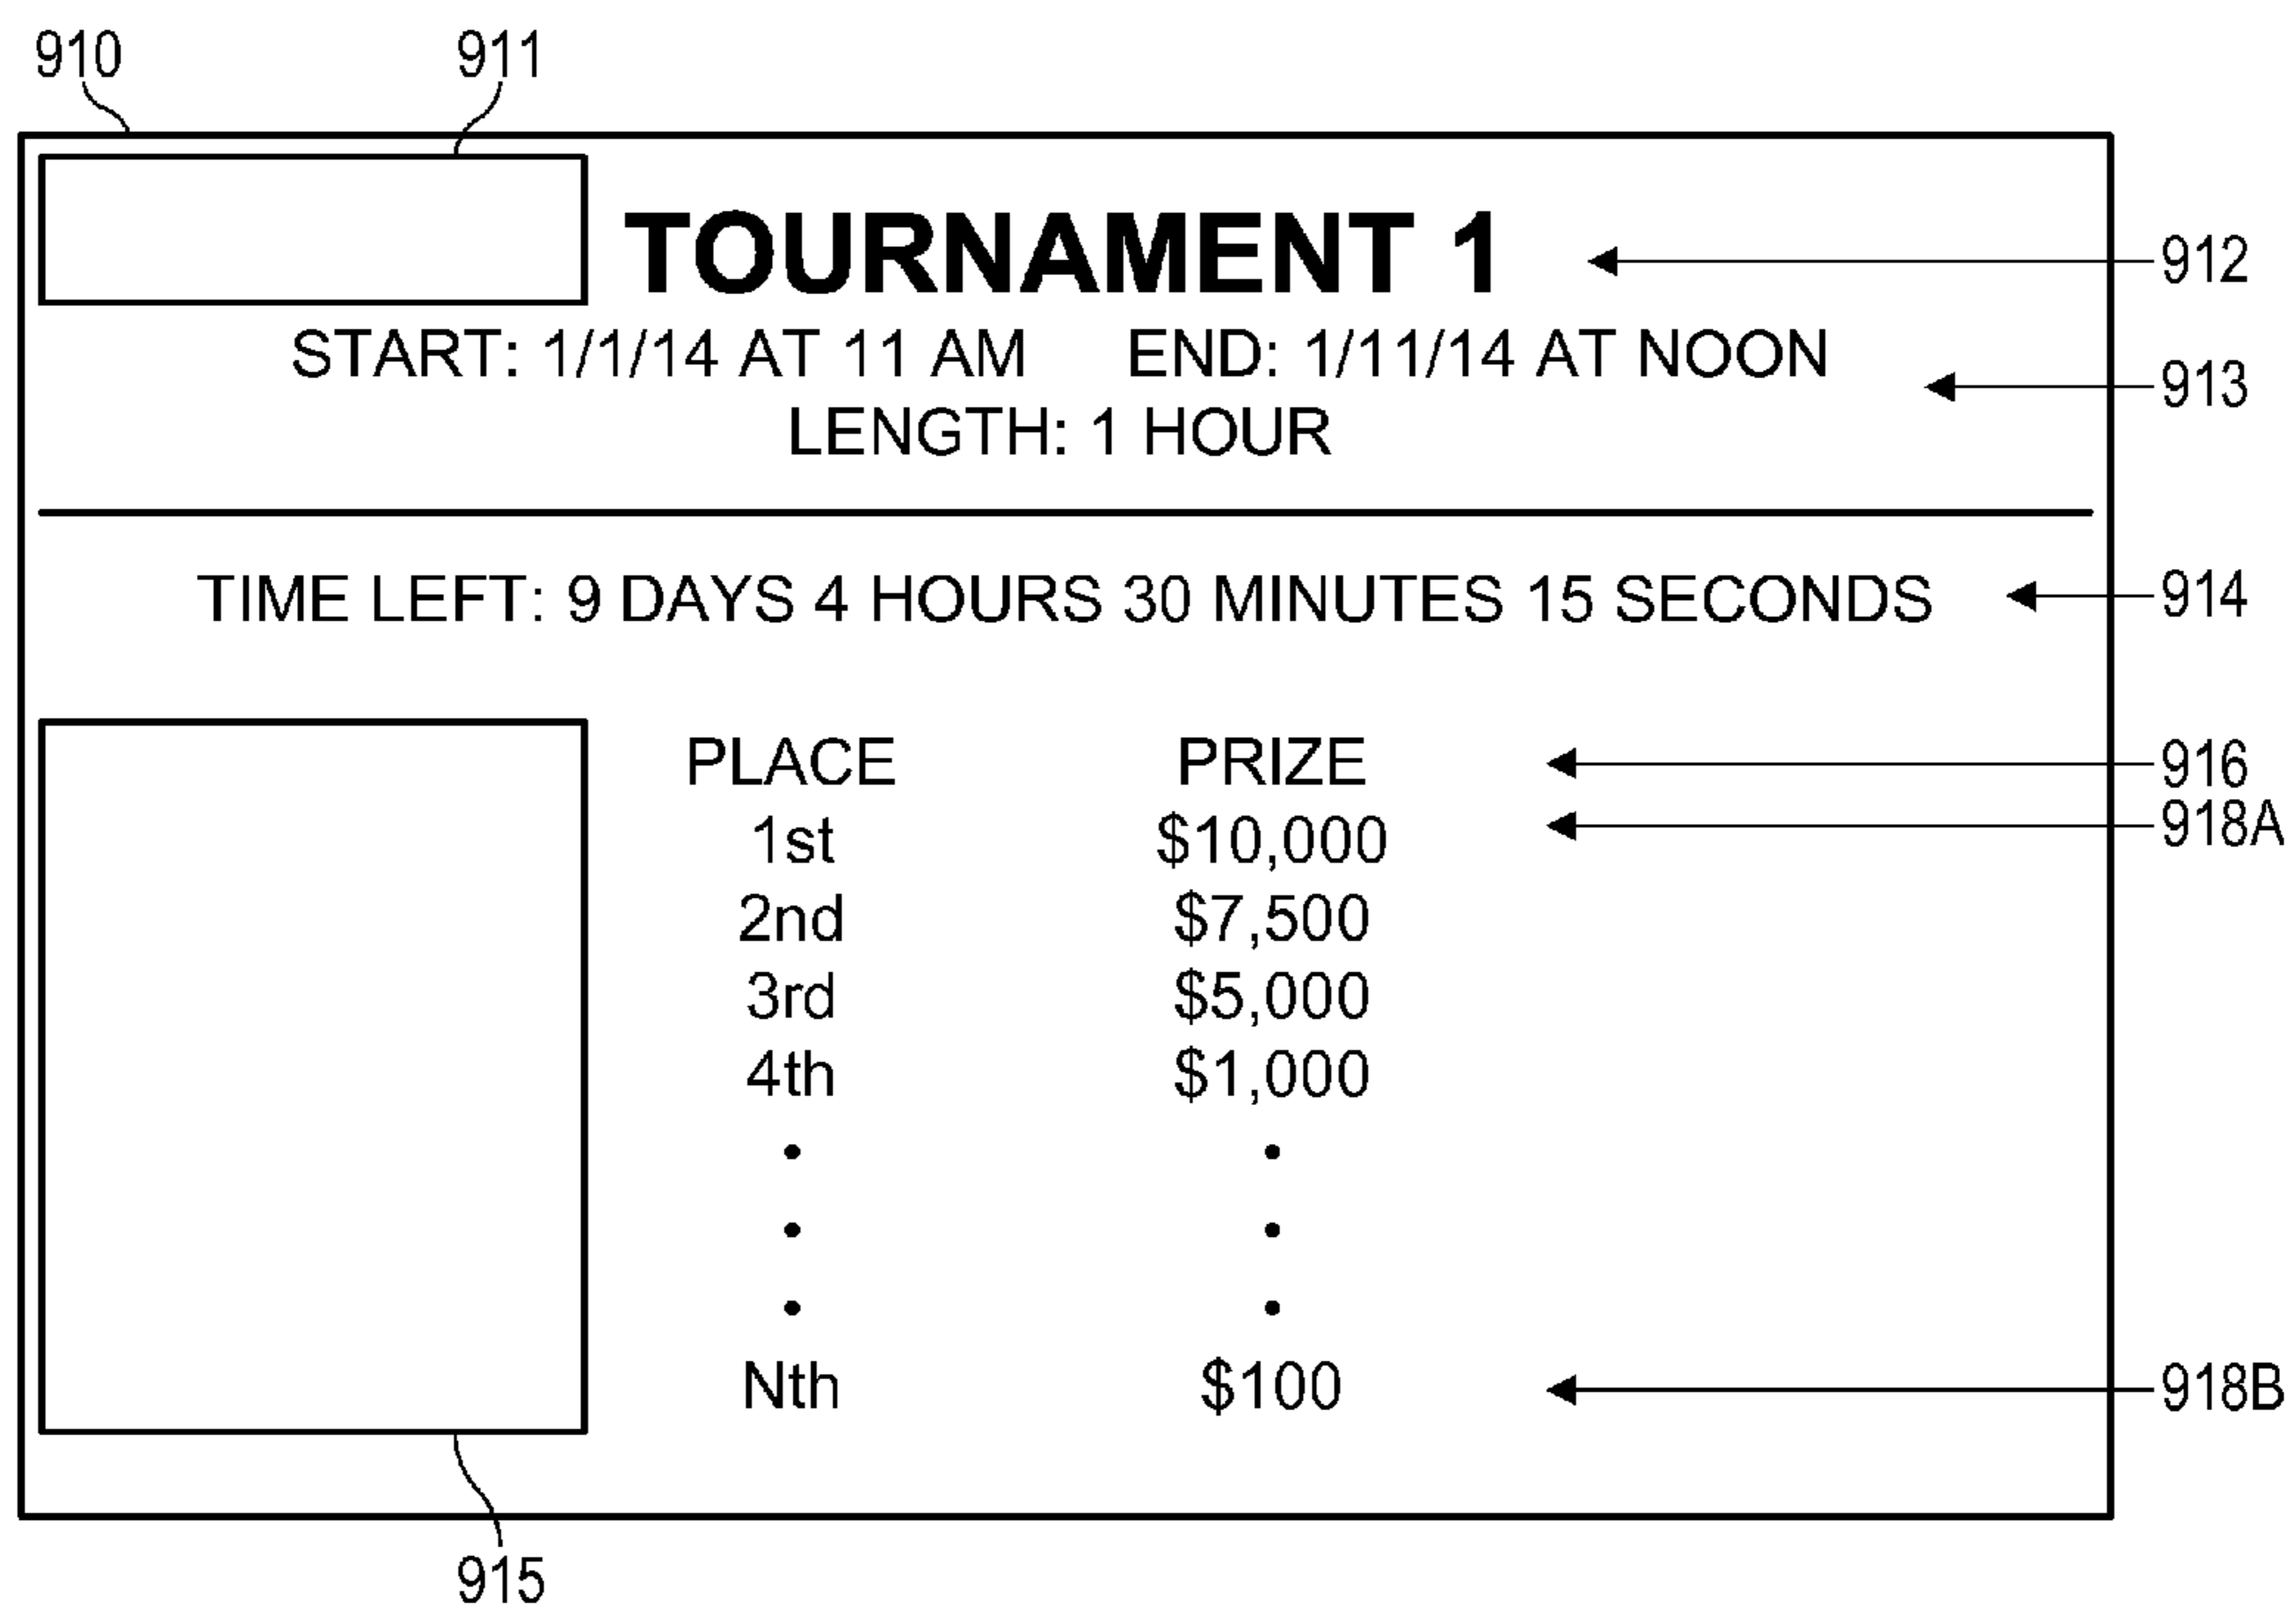 910 911
TOURNAMENT 1 912
START: 1/1/14 AT 11 AM END: 1/11/14 AT NOON
913
LENGTH: 1 HOUR
TIME LEFT: 9 DAYS 4 HOURS 30 MINUTES 15 SECONDS 914
PLACE PRIZE 916
1st $10,000 918A
2nd $7,500
3rd $5,000
4th $1,000
Nth $100 918B
915